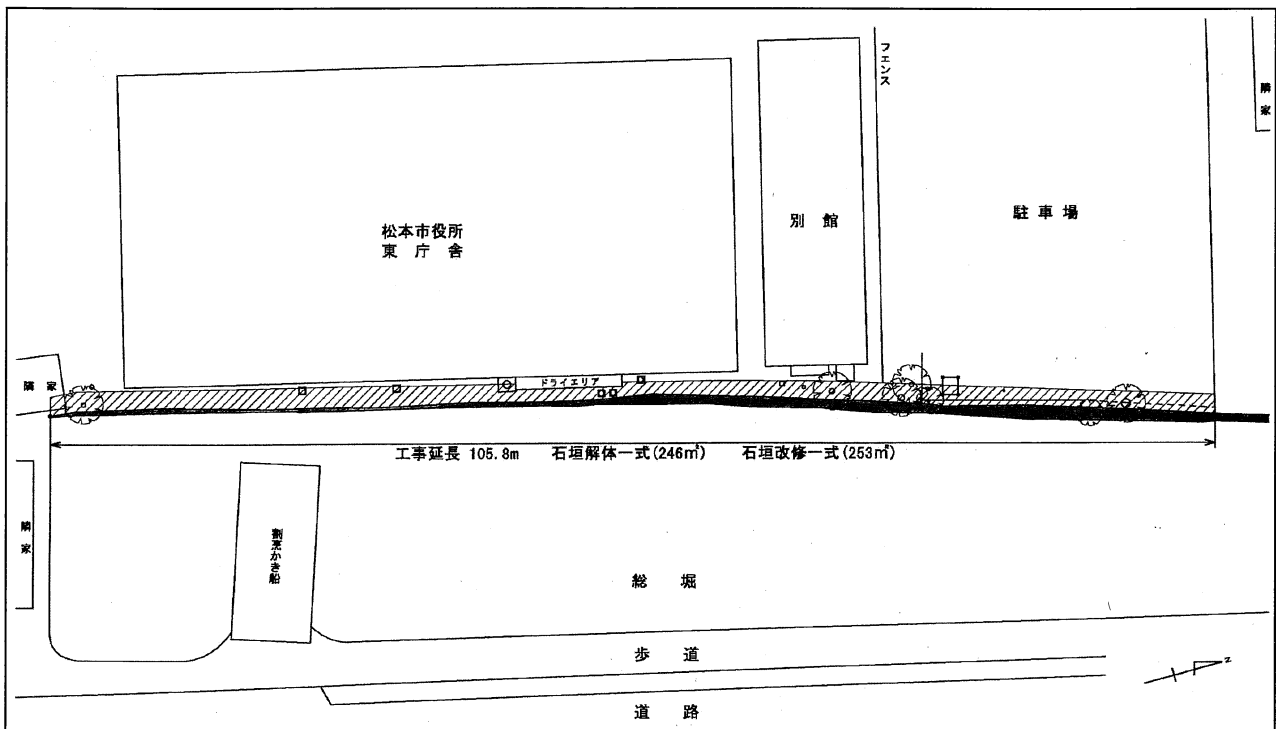 フェンス
隣家
松本市役所
東庁舎
別館
駐車場
隣家
ドライエリア
工事延長 105.8m 石垣解体一式(246㎡) 石垣改修一式(253㎡)
隣家
割烹かき船
総堀
歩道
道路
N